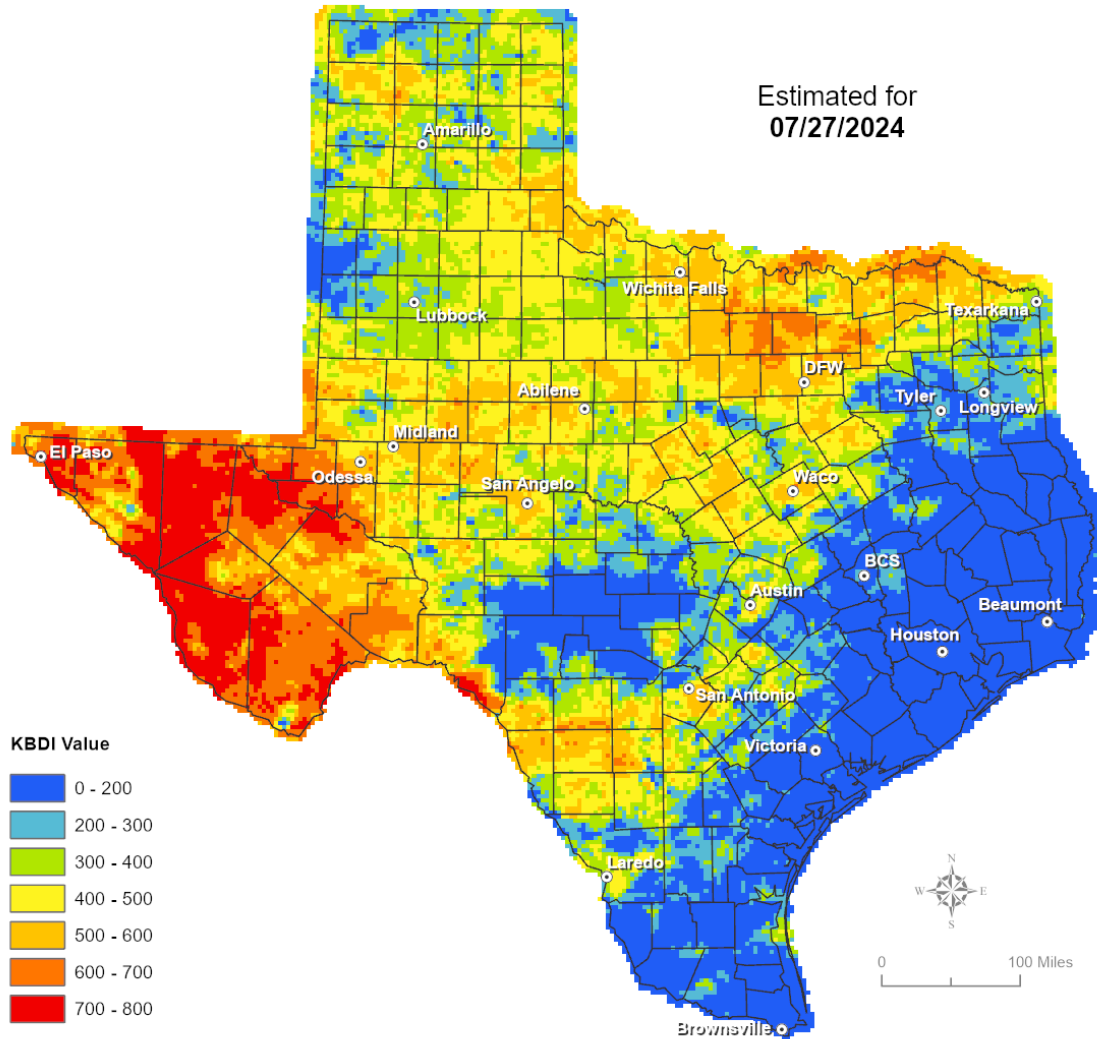 Estimated for
07/27/2024
Amarillo
Wichita Falls
Lubbock
Texarkana
DFW
Abilene
Tyler
Longview
Midland
El Paso
Odessa
San Angelo
Waco
BCS
Austin
Beaumont
Houston
San Antonio
Victoria
KBDI Value
0 - 200
200 - 300
300 - 400
400 - 500
500 - 600
600 - 700
700 - 800
Laredo
N
W E
S
0 100 Miles
Brownsville